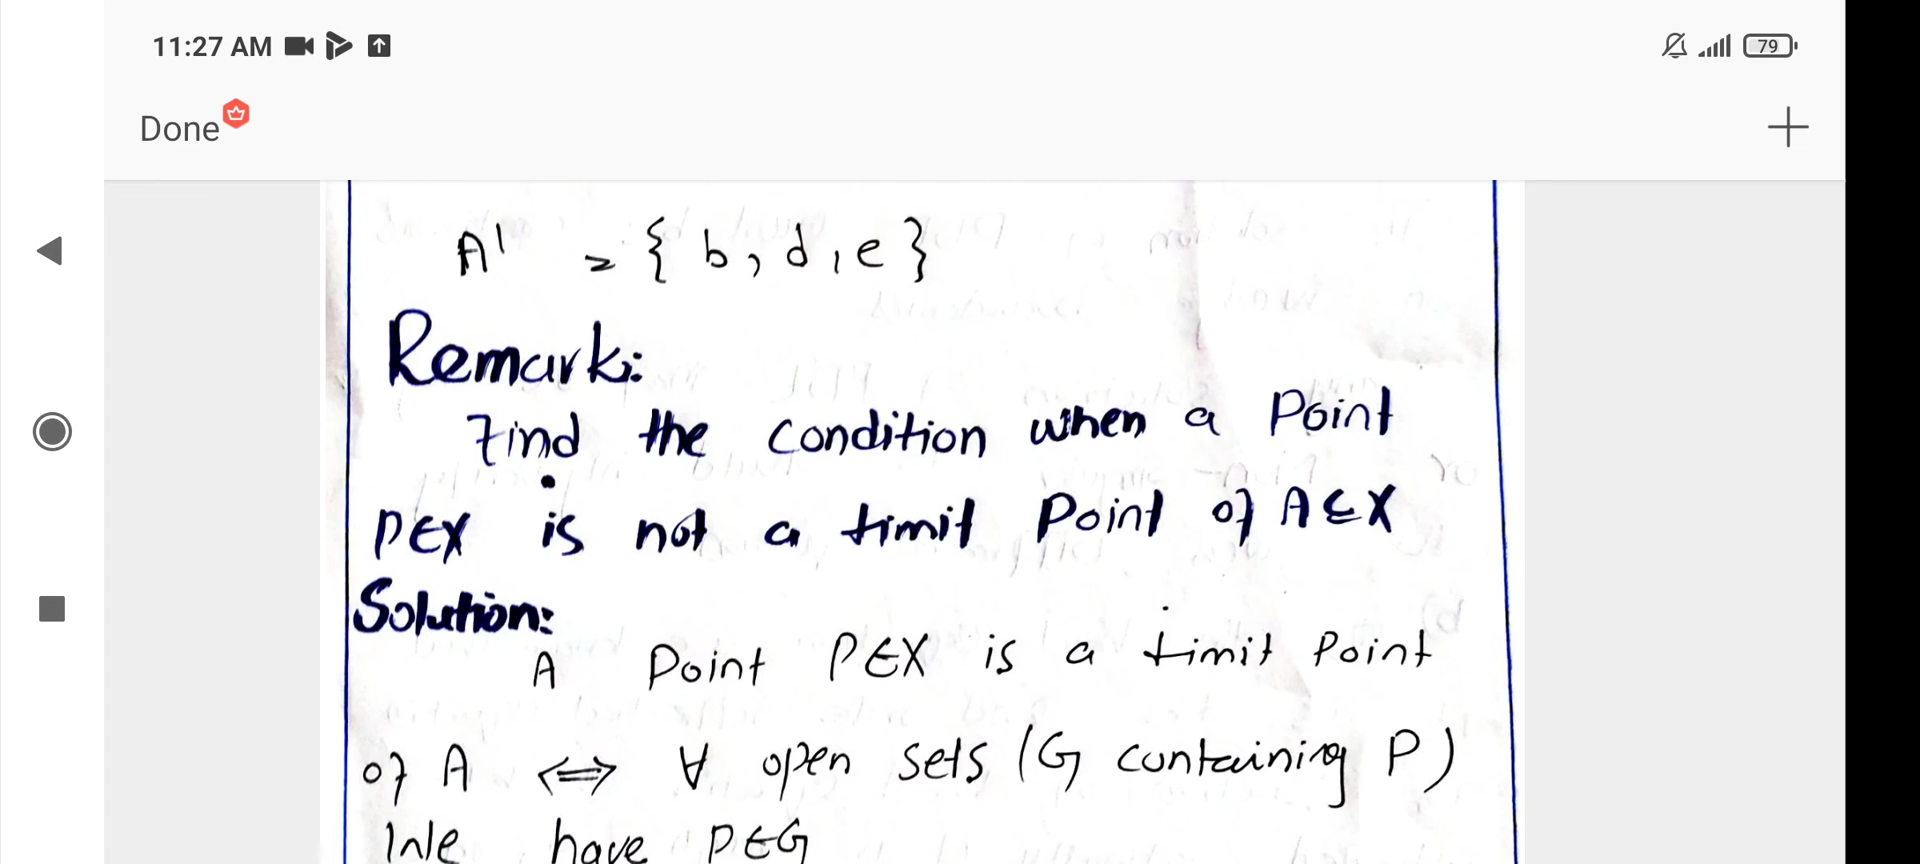 11:27 AM
79
Done
A' = { b, d, e }
Remark:
Find the condition when a Point
P∈X is not a limit Point of A⊆X
Solution:
A Point P∈X is a limit Point
of A ⟺ ∀ open sets (G containing P)
We have P∈G